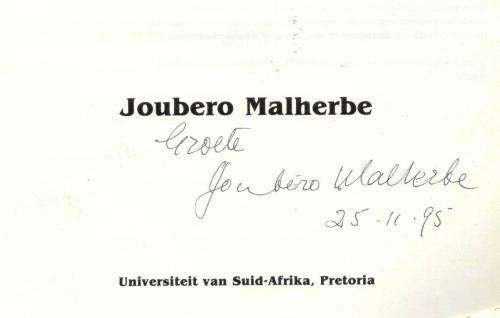 Joubero Malherbe
Groete
Joubero Malherbe
25.11.95
Universiteit van Suid-Afrika, Pretoria